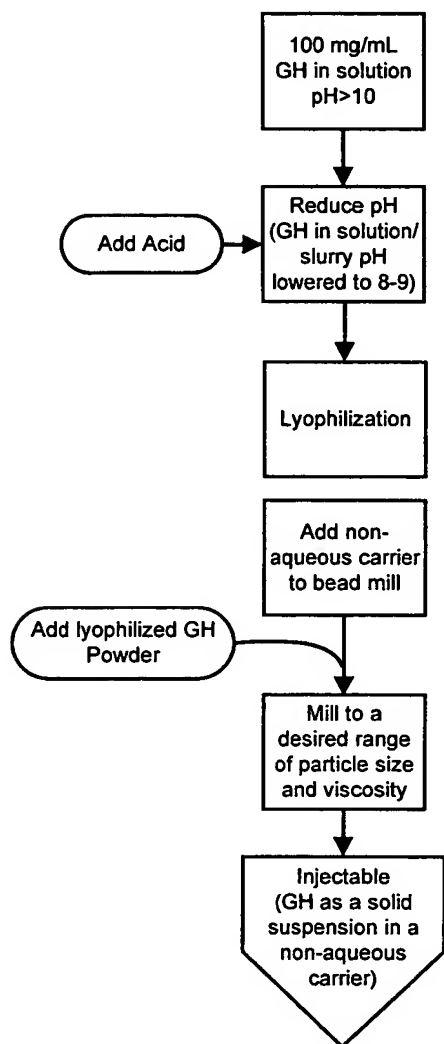 100 mg/mL
GH in solution
pH>10
Add Acid
Reduce pH
(GH in solution/
slurry pH
lowered to 8-9)
Lyophilization
Add non-
aqueous carrier
to bead mill
Add lyophilized GH
Powder
Mill to a
desired range
of particle size
and viscosity
Injectable
(GH as a solid
suspension in a
non-aqueous
carrier)